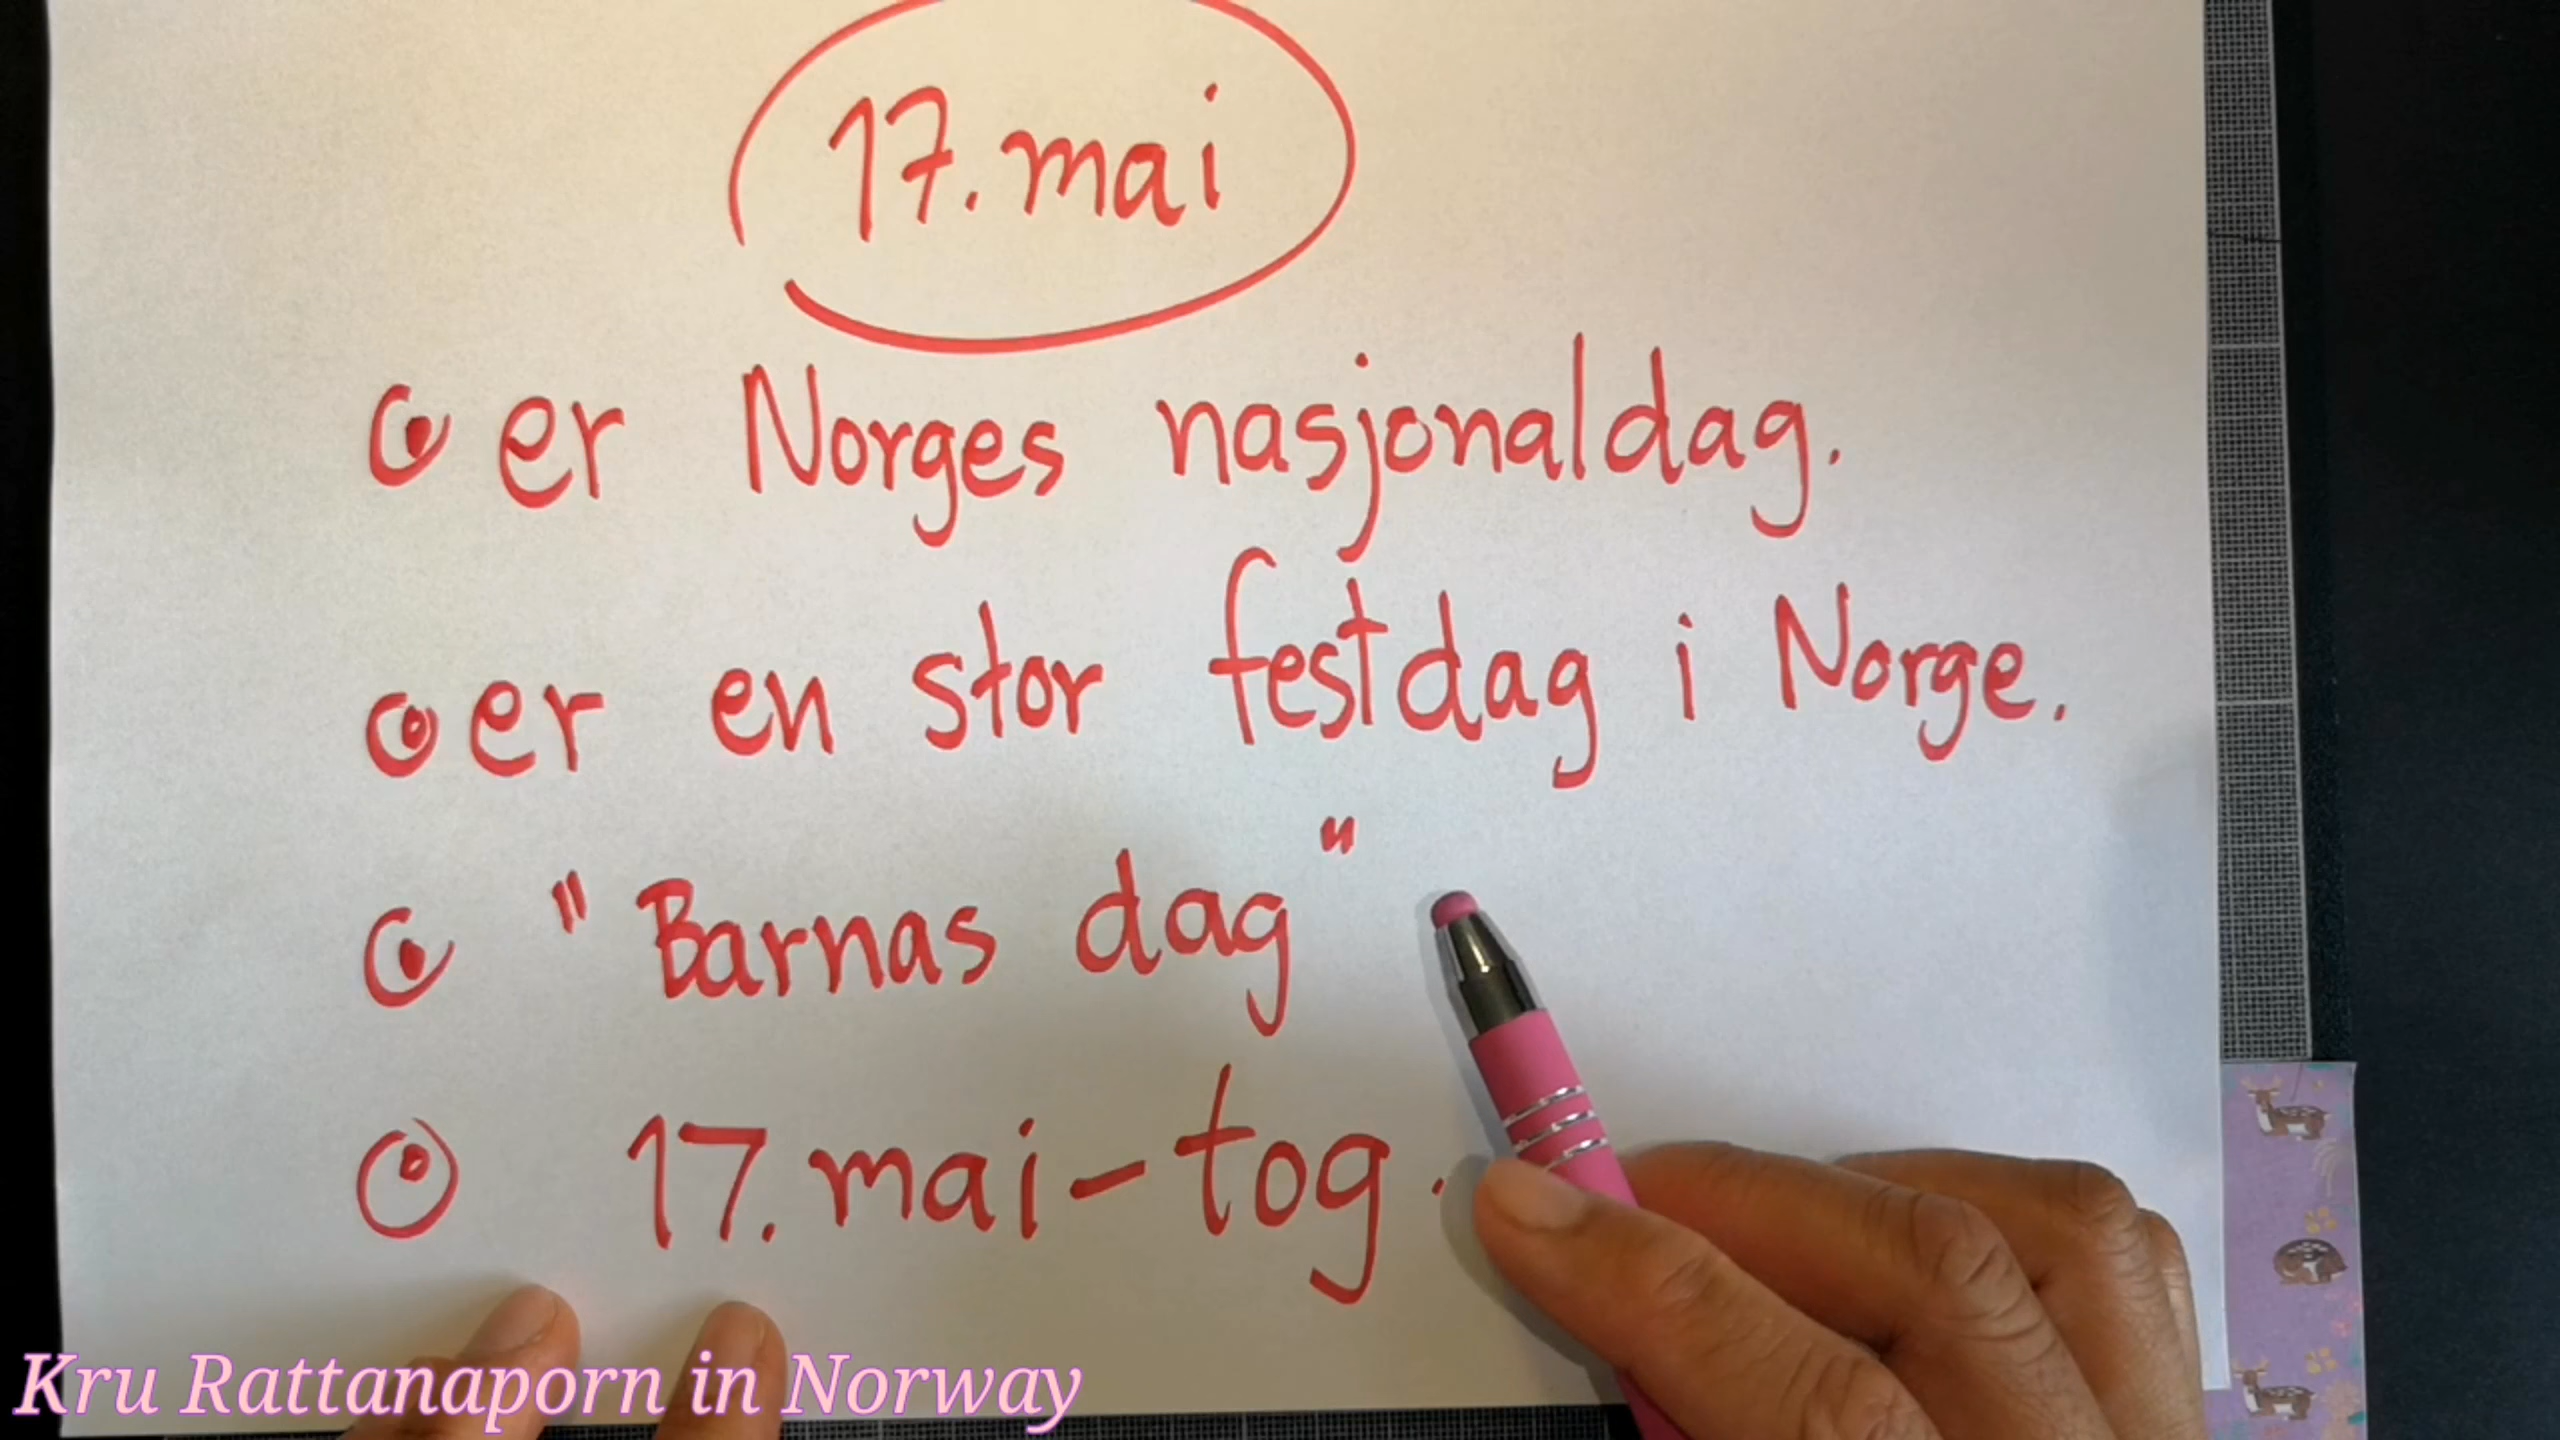 17. mai
er Norges nasjonaldag.
er en stor festdag i Norge.
"Barnas dag"
17. mai-tog.
Kru Rattanaporn in Norway